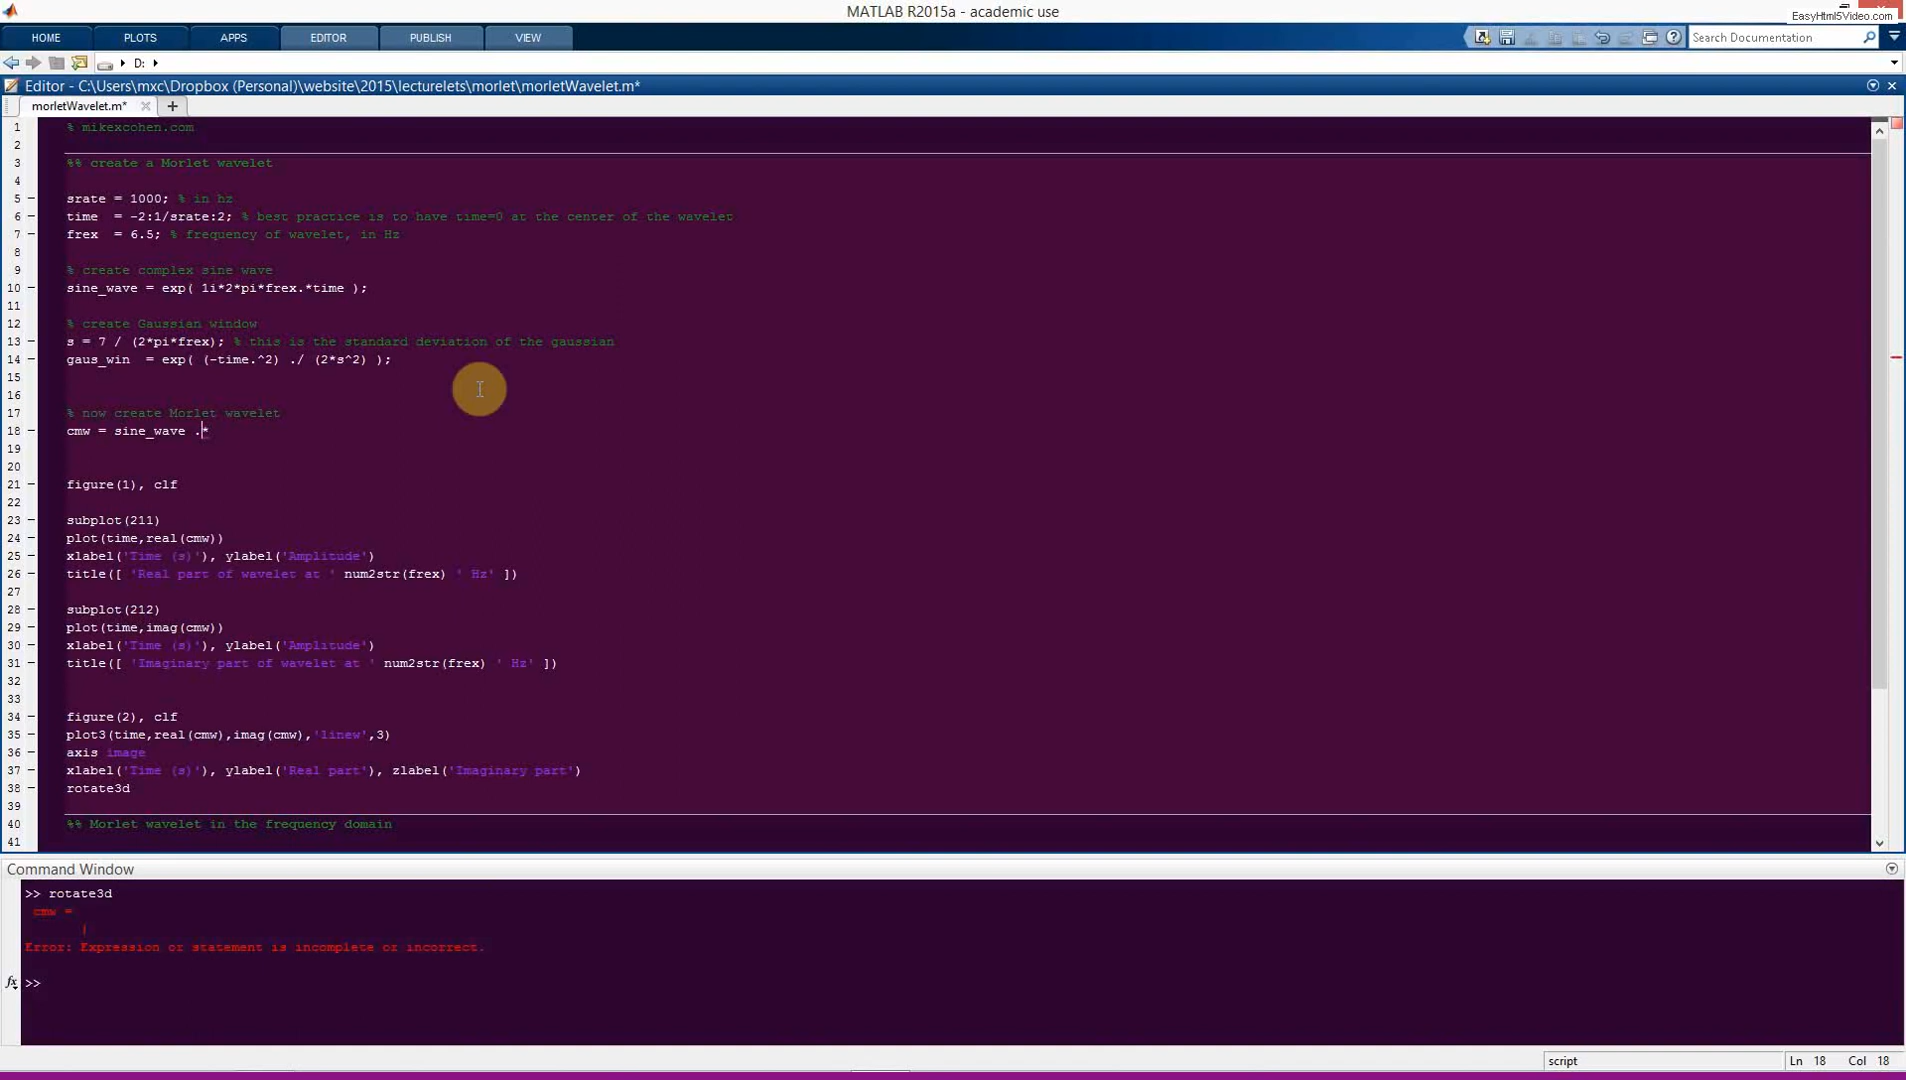 MATLAB R2015a - academic use
EasyHtml5Video.com
HOME PLOTS APPS EDITOR PUBLISH VIEW
Search Documentation
D:
Editor - C:\Users\mxc\Dropbox (Personal)\website\2015\lecturelets\morlet\morletWavelet.m*
morletWavelet.m*
1 % mikexcohen.com
2
3 %% create a Morlet wavelet
4
5 srate = 1000; % in hz
6 time  = -2:1/srate:2; % best practice is to have time=0 at the center of the wavelet
7 frex  = 6.5; % frequency of wavelet, in Hz
8
9 % create complex sine wave
10 sine_wave = exp( 1i*2*pi*frex.*time );
11
12 % create Gaussian window
13 s = 7 / (2*pi*frex); % this is the standard deviation of the gaussian
14 gaus_win  = exp( (-time.^2) ./ (2*s^2) );
15
16
17 % now create Morlet wavelet
18 cmw = sine_wave .*
19
20
21 figure(1), clf
22
23 subplot(211)
24 plot(time,real(cmw))
25 xlabel('Time (s)'), ylabel('Amplitude')
26 title([ 'Real part of wavelet at ' num2str(frex) ' Hz' ])
27
28 subplot(212)
29 plot(time,imag(cmw))
30 xlabel('Time (s)'), ylabel('Amplitude')
31 title([ 'Imaginary part of wavelet at ' num2str(frex) ' Hz' ])
32
33
34 figure(2), clf
35 plot3(time,real(cmw),imag(cmw),'linew',3)
36 axis image
37 xlabel('Time (s)'), ylabel('Real part'), zlabel('Imaginary part')
38 rotate3d
39
40 %% Morlet wavelet in the frequency domain
41
Command Window
>> rotate3d
cmw =
|
Error: Expression or statement is incomplete or incorrect.
fx >>
script Ln 18 Col 18